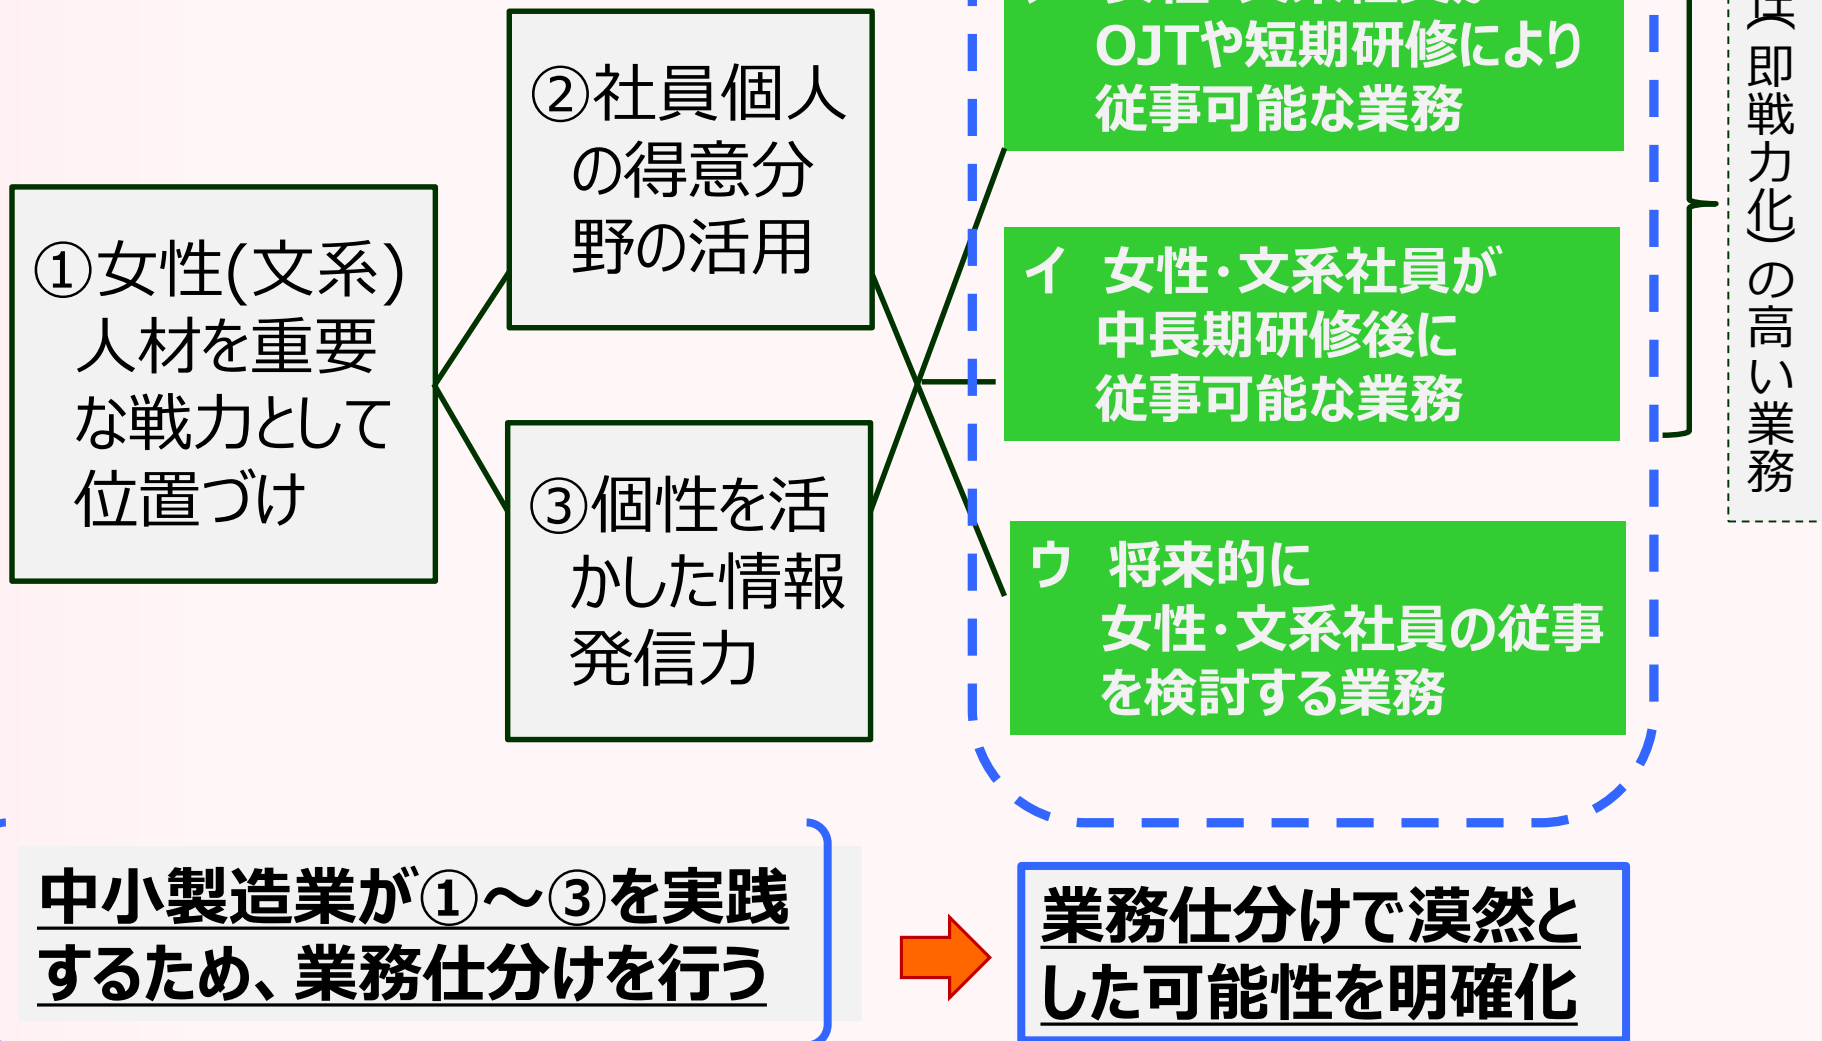 ①女性(文系)
人材を重要
な戦力として
位置づけ
②社員個人
の得意分
野の活用
③個性を活
かした情報
発信力
OJTや短期研修により
従事可能な業務
イ 女性・文系社員が
中長期研修後に
従事可能な業務
ウ 将来的に
女性・文系社員の従事
を検討する業務
(即戦力化)の高い業務
中小製造業が①～③を実践
するため、業務仕分けを行う
業務仕分けで漠然と
した可能性を明確化